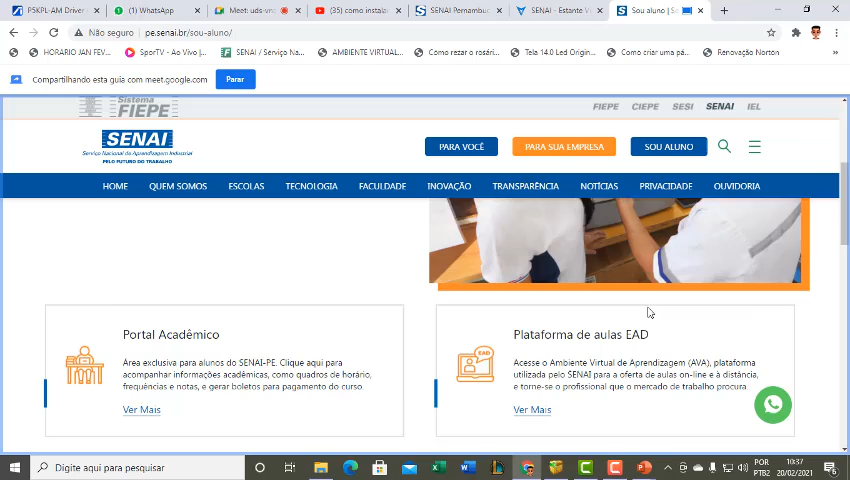 P5KPL-AM Driver
(1) WhatsApp
Meet: uds-vn
(35) como instala
SENAI Pernambu
SENAI - Estante V
Sou aluno | S
Não seguro
pe.senai.br/sou-aluno/
HORARIO JAN FEV...
SporTV - Ao Vivo |...
SENAI / Serviço Na...
AMBIENTE VIRTUAL...
Como rezar o rosári...
Tela 14.0 Led Origin...
Como criar uma pá...
Renovação Norton
»
Compartilhando esta guia com meet.google.com
Parar
Sistema
FIEPE
FIEPE CIEPE SESI SENAI IEL
SENAI
Serviço Nacional de Aprendizagem Industrial
PELO FUTURO DO TRABALHO
PARA VOCÊ
PARA SUA EMPRESA
SOU ALUNO
HOME QUEM SOMOS ESCOLAS TECNOLOGIA FACULDADE INOVAÇÃO TRANSPARÊNCIA NOTÍCIAS PRIVACIDADE OUVIDORIA
Portal Acadêmico
Área exclusiva para alunos do SENAI-PE. Clique aqui para
acompanhar informações acadêmicas, como quadros de horário,
frequências e notas, e gerar boletos para pagamento do curso.
Ver Mais
EAD
Plataforma de aulas EAD
Acesse o Ambiente Virtual de Aprendizagem (AVA), plataforma
utilizada pelo SENAI para a oferta de aulas on-line e à distância,
e torne-se o profissional que o mercado de trabalho procura.
Ver Mais
Digite aqui para pesquisar
POR
PTB2
10:37
20/02/2021
6